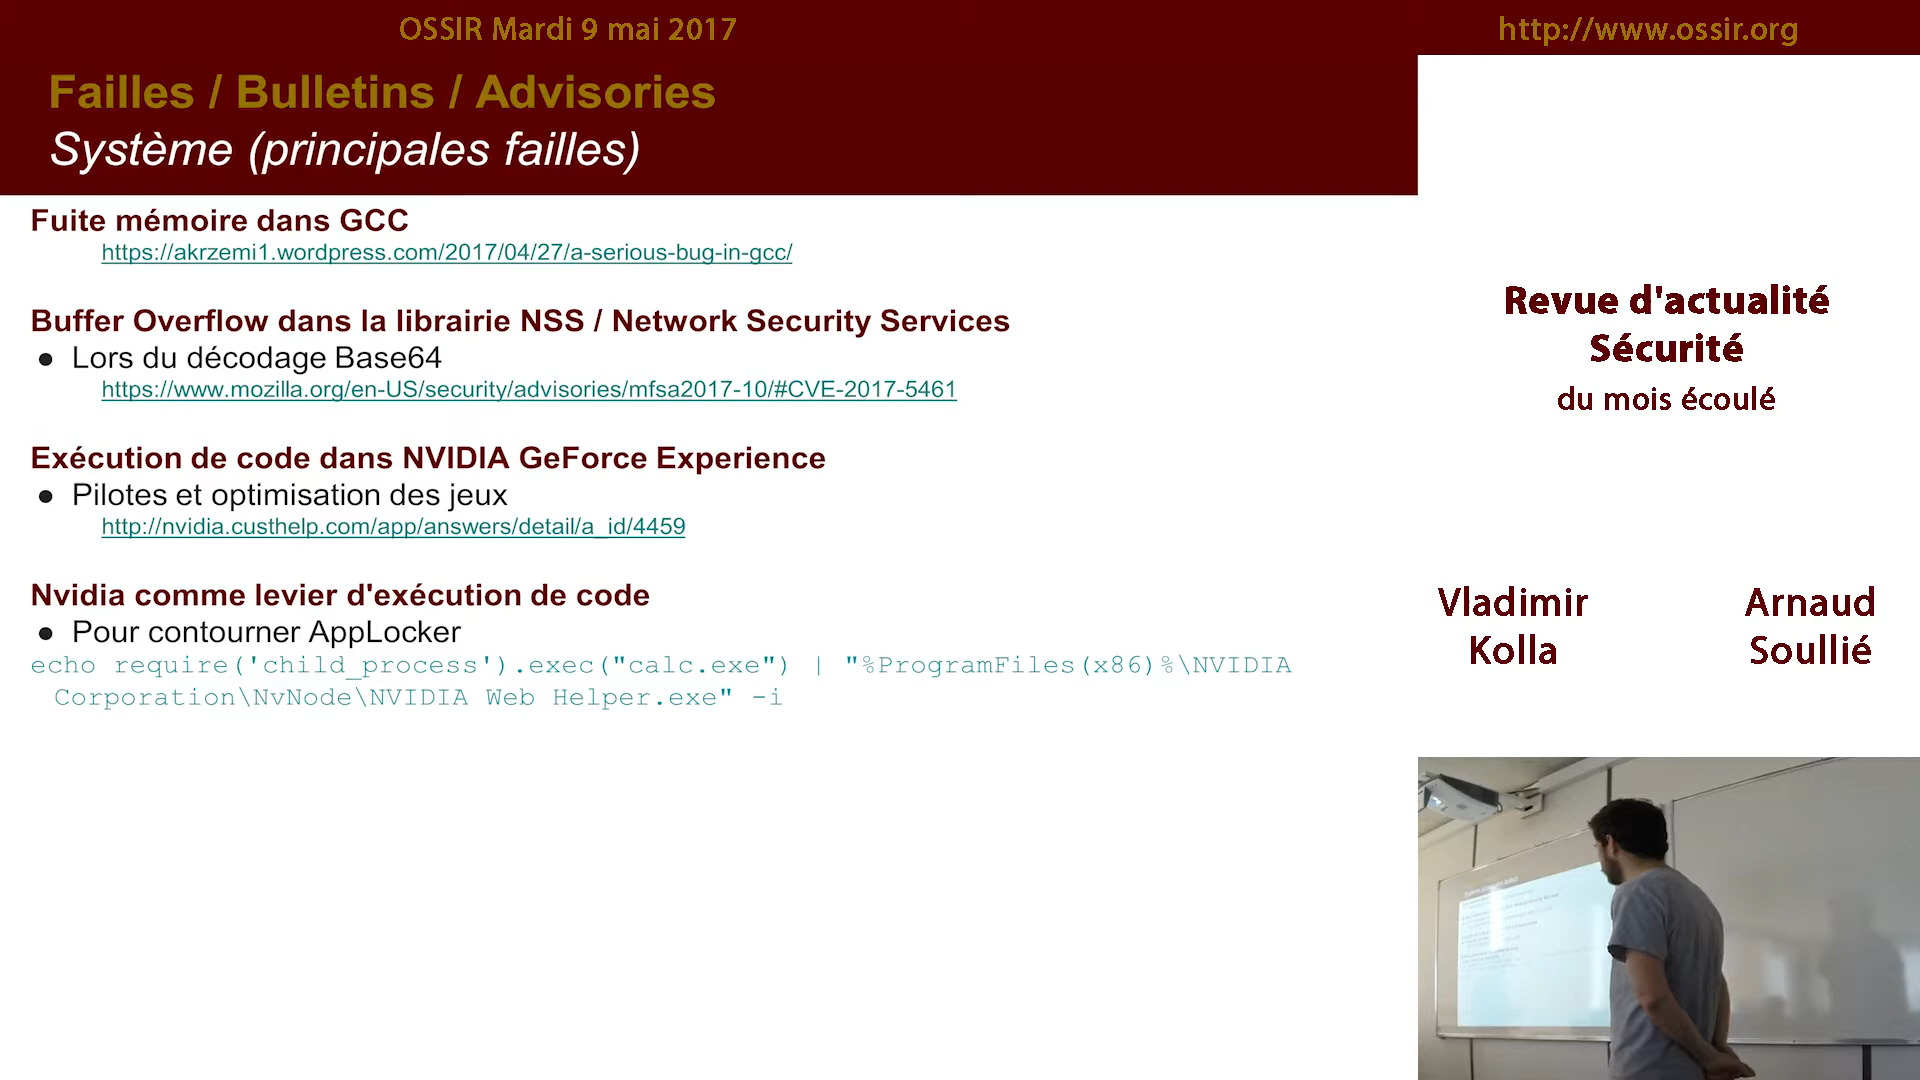 OSSIR Mardi 9 mai 2017
http://www.ossir.org
Failles / Bulletins / Advisories
Système (principales failles)
Fuite mémoire dans GCC
https://akrzemi1.wordpress.com/2017/04/27/a-serious-bug-in-gcc/
Buffer Overflow dans la librairie NSS / Network Security Services
● Lors du décodage Base64
https://www.mozilla.org/en-US/security/advisories/mfsa2017-10/#CVE-2017-5461
Exécution de code dans NVIDIA GeForce Experience
● Pilotes et optimisation des jeux
http://nvidia.custhelp.com/app/answers/detail/a_id/4459
Nvidia comme levier d'exécution de code
● Pour contourner AppLocker
echo require('child_process').exec("calc.exe") | "%ProgramFiles(x86)%\NVIDIA
Corporation\NvNode\NVIDIA Web Helper.exe" -i
Revue d'actualité
Sécurité
du mois écoulé
Vladimir
Kolla
Arnaud
Soullié